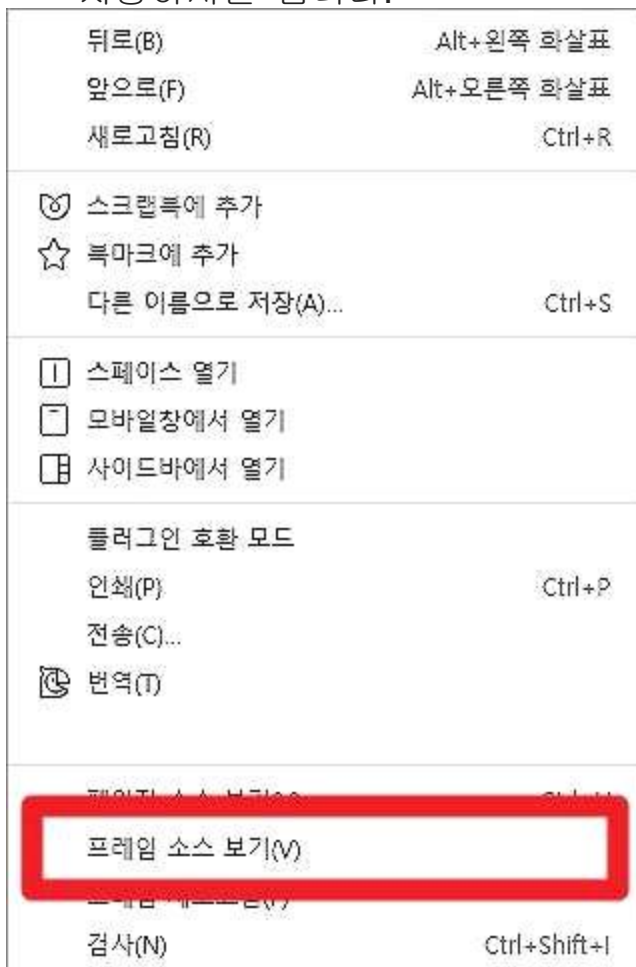 뒤로(B) Alt+왼쪽 화살표
앞으로(F) Alt+오른쪽 화살표
새로고침(R) Ctrl+R
스크랩북에 추가
북마크에 추가
다른 이름으로 저장(A)... Ctrl+S
스페이스 열기
모바일창에서 열기
사이드바에서 열기
플러그인 호환 모드
인쇄(P) Ctrl+P
전송(C)...
번역(T)
프레임 소스 보기(V)
검사(N) Ctrl+Shift+I